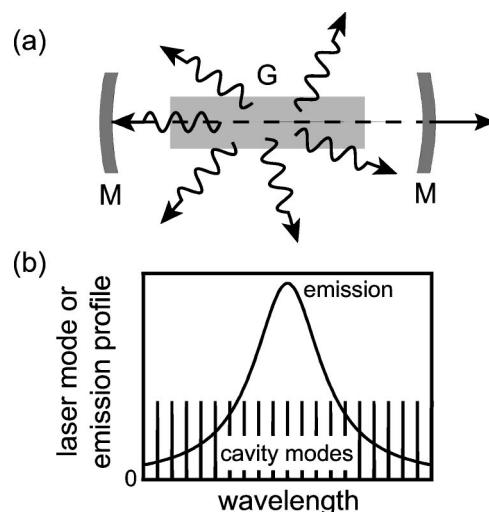 (a)
G
M
M
(b)
laser mode or
emission profile
emission
cavity modes
0
wavelength